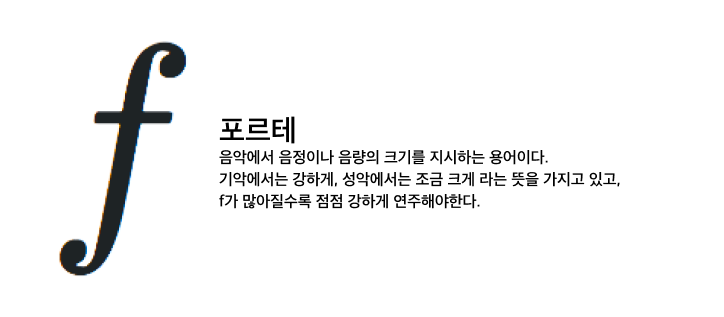 f
포르테
음악에서 음정이나 음량의 크기를 지시하는 용어이다.
기악에서는 강하게, 성악에서는 조금 크게 라는 뜻을 가지고 있고,
f가 많아질수록 점점 강하게 연주해야한다.